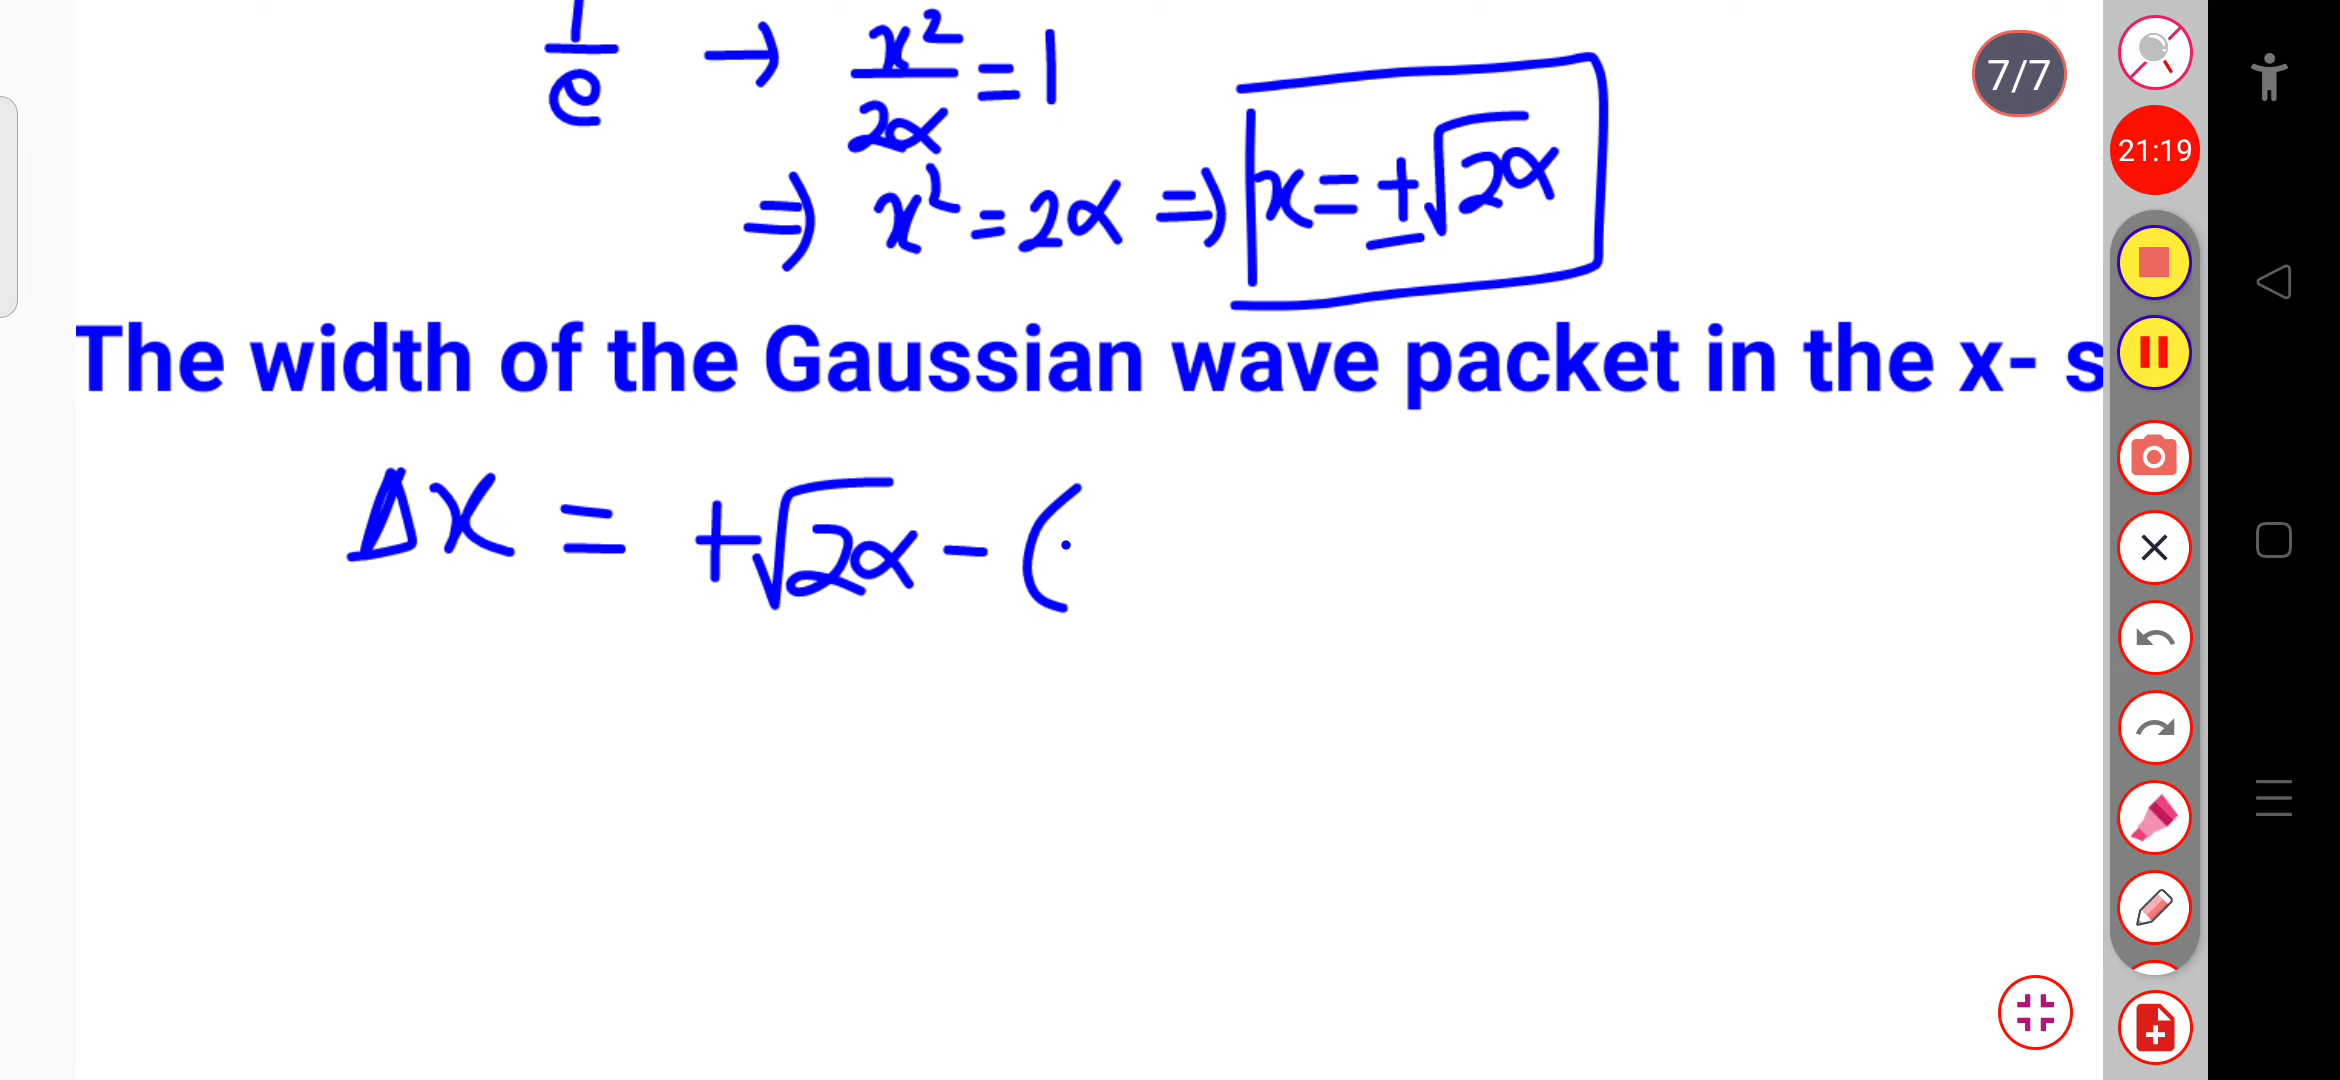 1/e → x²/2α = 1
⇒ x² = 2α ⇒ x = ±√2α
7/7
21:19
The width of the Gaussian wave packet in the x- s
Δx = +√2α - (